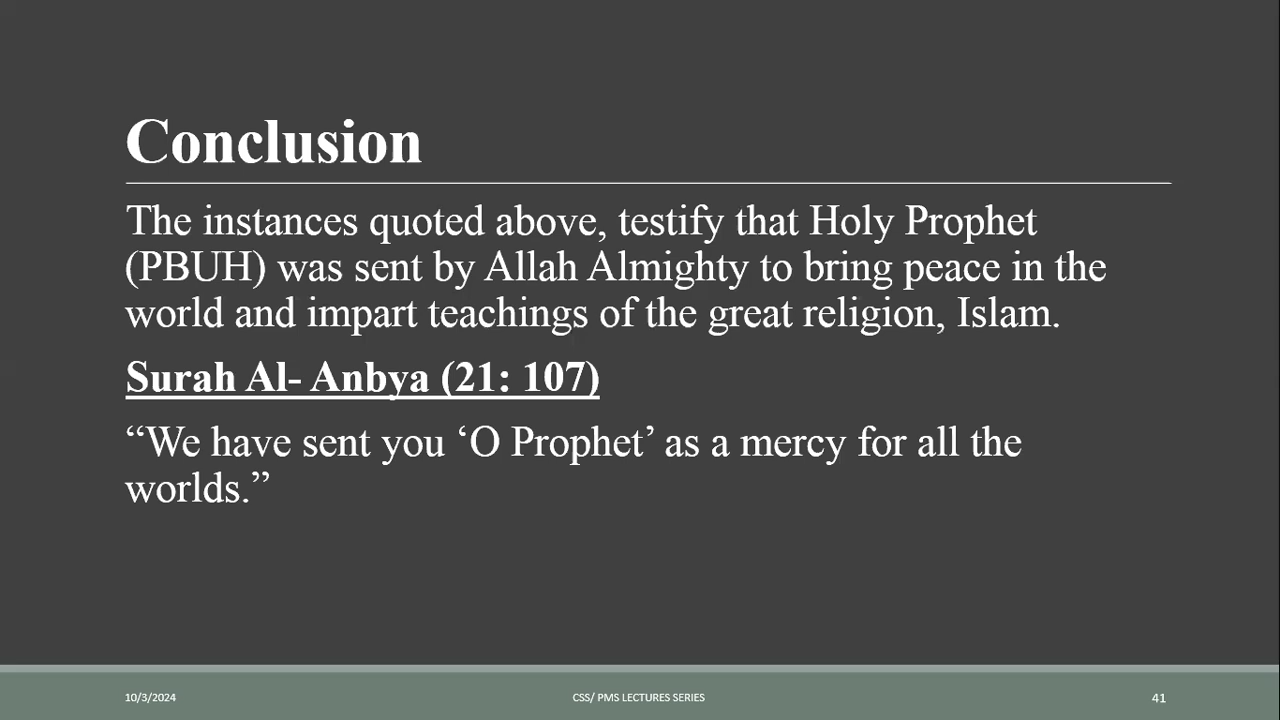 Conclusion
The instances quoted above, testify that Holy Prophet
(PBUH) was sent by Allah Almighty to bring peace in the
world and impart teachings of the great religion, Islam.
Surah Al- Anbya (21: 107)
“We have sent you ‘O Prophet’ as a mercy for all the
worlds.”
10/3/2024
CSS/ PMS LECTURES SERIES
41